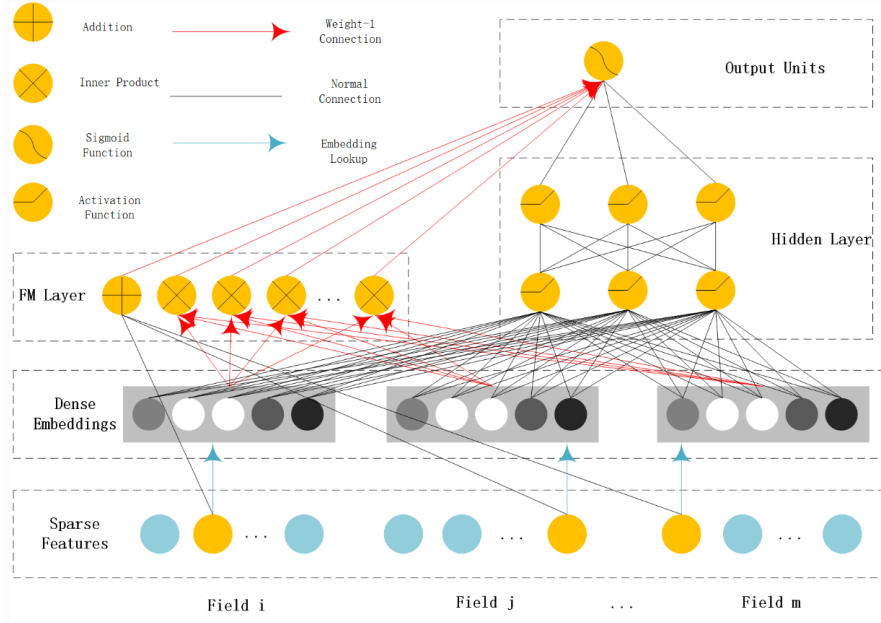 Addition
Weight-1
Connection
Inner Product
Normal
Connection
Sigmoid
Function
Embedding
Lookup
Activation
Function
Output Units
Hidden Layer
FM Layer
...
Dense
Embeddings
Sparse
Features
... ... ...
Field i Field j ... Field m